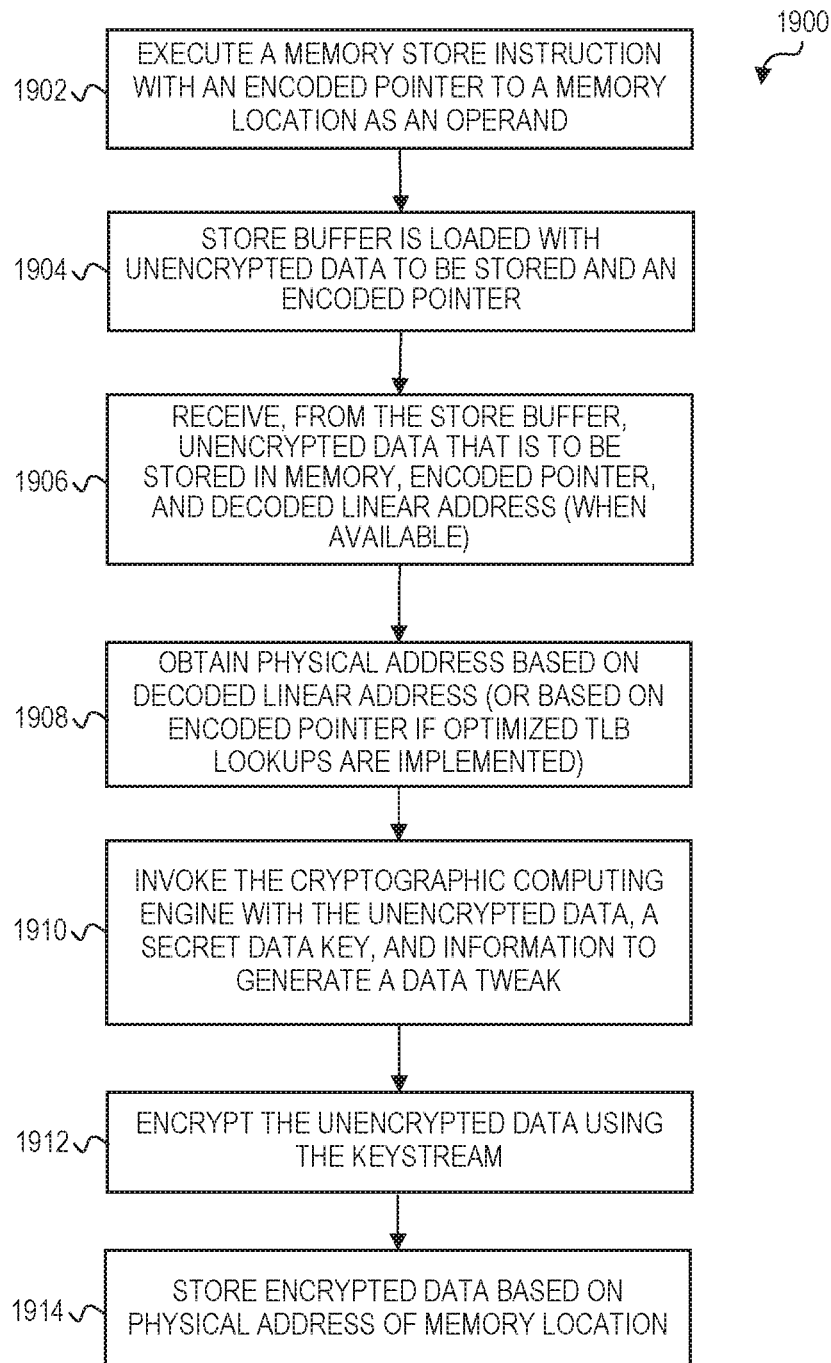 1900
1902
EXECUTE A MEMORY STORE INSTRUCTION
WITH AN ENCODED POINTER TO A MEMORY
LOCATION AS AN OPERAND
1904
STORE BUFFER IS LOADED WITH
UNENCRYPTED DATA TO BE STORED AND AN
ENCODED POINTER
1906
RECEIVE, FROM THE STORE BUFFER,
UNENCRYPTED DATA THAT IS TO BE
STORED IN MEMORY, ENCODED POINTER,
AND DECODED LINEAR ADDRESS (WHEN
AVAILABLE)
1908
OBTAIN PHYSICAL ADDRESS BASED ON
DECODED LINEAR ADDRESS (OR BASED ON
ENCODED POINTER IF OPTIMIZED TLB
LOOKUPS ARE IMPLEMENTED)
1910
INVOKE THE CRYPTOGRAPHIC COMPUTING
ENGINE WITH THE UNENCRYPTED DATA, A
SECRET DATA KEY, AND INFORMATION TO
GENERATE A DATA TWEAK
1912
ENCRYPT THE UNENCRYPTED DATA USING
THE KEYSTREAM
1914
STORE ENCRYPTED DATA BASED ON
PHYSICAL ADDRESS OF MEMORY LOCATION